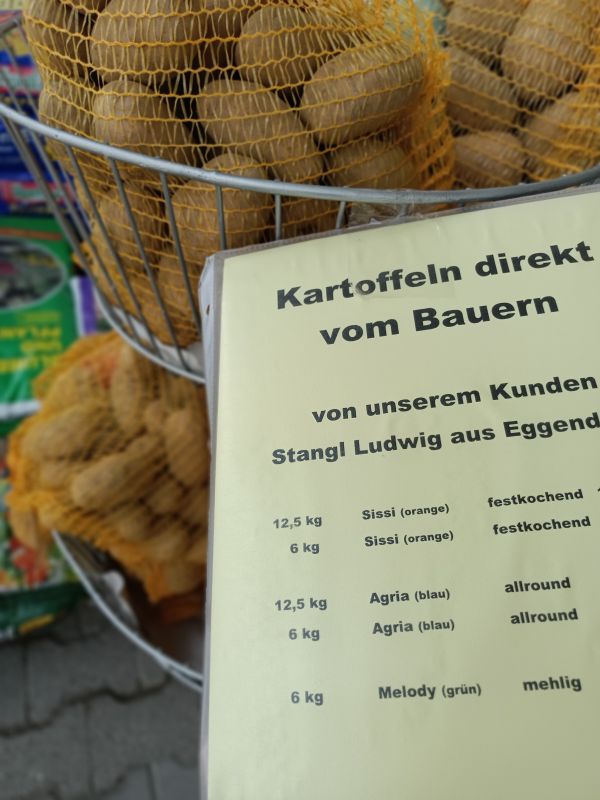 Kartoffeln direkt
vom Bauern
von unserem Kunden
Stangl Ludwig aus Eggend
12,5 kg Sissi (orange) festkochend
6 kg Sissi (orange) festkochend
12,5 kg Agria (blau) allround
6 kg Agria (blau) allround
6 kg Melody (grün) mehlig